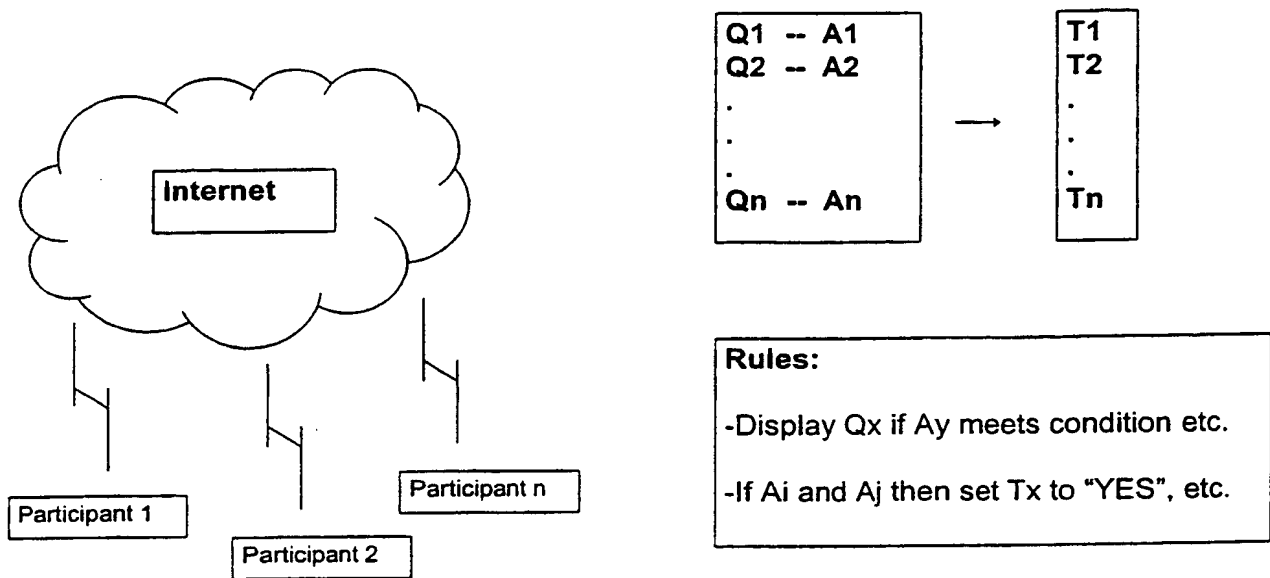 Internet
Participant 1
Participant 2
Participant n
Q1 -- A1
Q2 -- A2
.
.
.
Qn -- An
T1
T2
.
.
.
Tn
Rules:
-Display Qx if Ay meets condition etc.
-If Ai and Aj then set Tx to “YES”, etc.